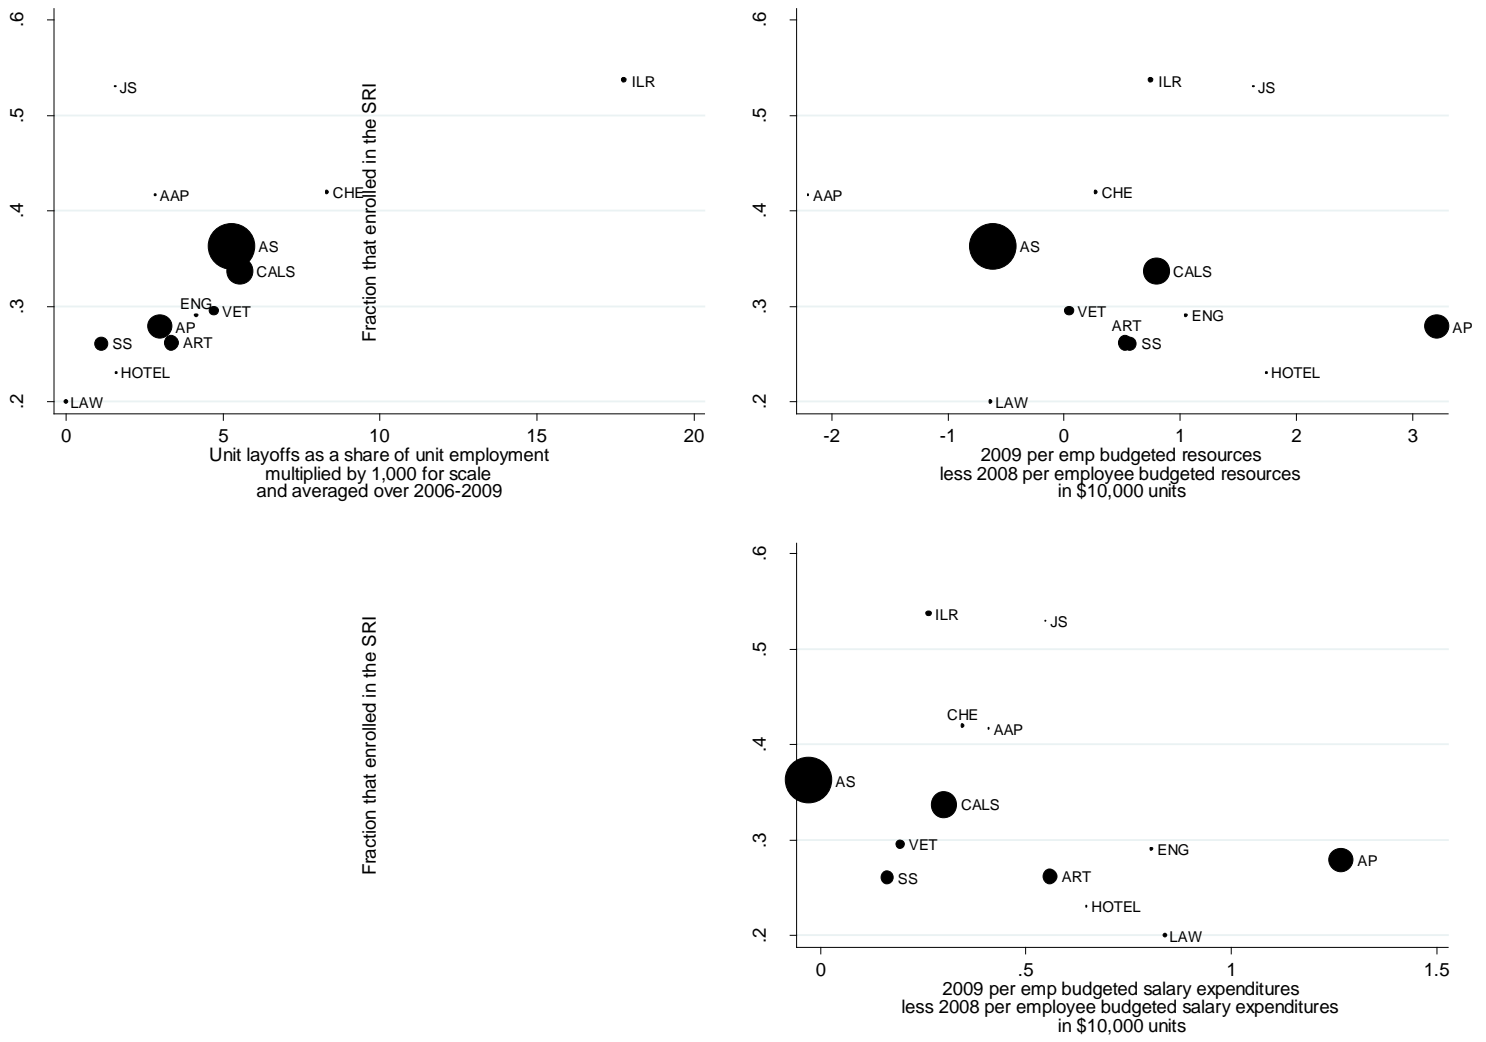 .6
.5
.4
.3
.2
JS
ILR
AAP
CHE
AS
CALS
ENG
VET
AP
SS
ART
HOTEL
LAW
0
5
10
15
20
Unit layoffs as a share of unit employment
multiplied by 1,000 for scale
and averaged over 2006-2009
Fraction that enrolled in the SRI
.6
.5
.4
.3
.2
ILR
JS
AAP
CHE
AS
CALS
VET
ENG
ART
SS
AP
HOTEL
LAW
-2
-1
0
1
2
3
2009 per emp budgeted resources
less 2008 per employee budgeted resources
in $10,000 units
Fraction that enrolled in the SRI
.6
.5
.4
.3
.2
ILR
JS
CHE
AAP
AS
CALS
VET
ENG
SS
ART
AP
HOTEL
LAW
0
.5
1
1.5
2009 per emp budgeted salary expenditures
less 2008 per employee budgeted salary expenditures
in $10,000 units